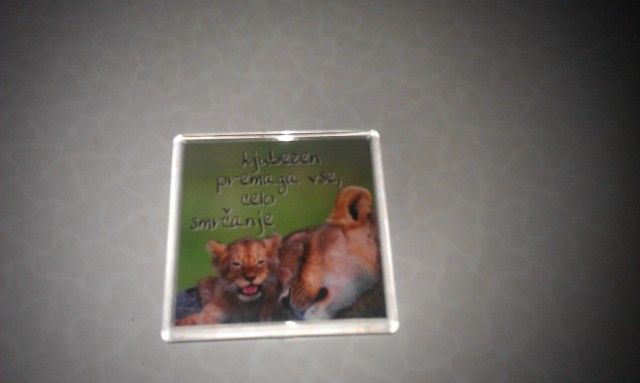 Ljubezen
premaga vse,
celo
smrčanje